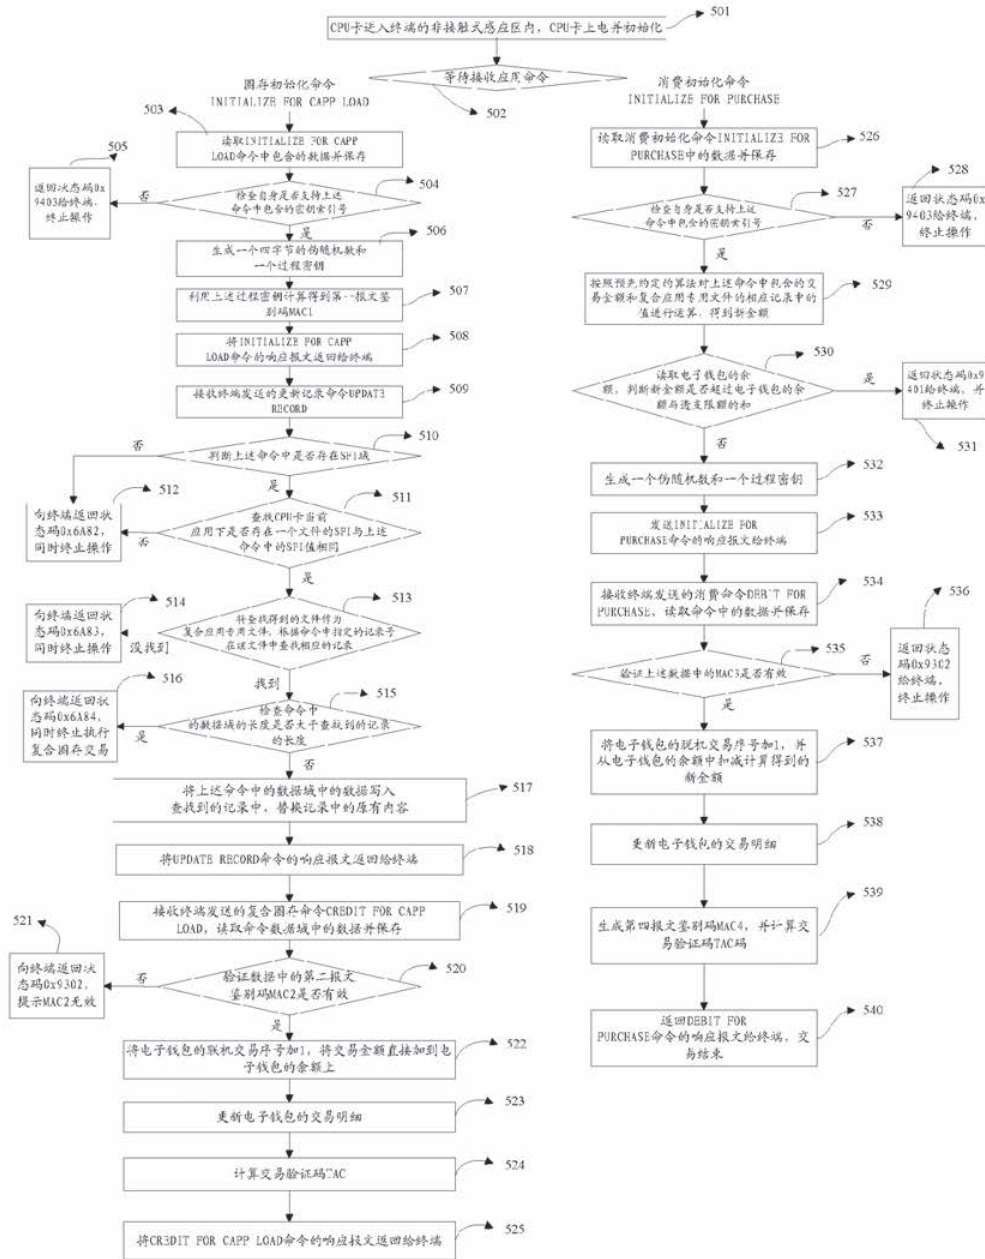 501
CPU卡进入终端的非接触式感应区内，CPU卡上电并初始化
等待接收应用命令
502
圈存初始化命令
INITIALIZE FOR CAPP LOAD
503
读取INITIALIZE FOR CAPP
LOAD命令中包含的数据并保存
505
返回状态码0x
9403给终端，
终止操作
否
504
检查自身是否支持上述
命令中包含的密钥索引号
是
506
生成一个四字节的伪随机数和
一个过程密钥
利用上述过程密钥计算得到第一报文鉴
别码MAC1
507
将INITIALIZE FOR CAPP
LOAD命令的响应报文返回给终端
508
接收终端发送的更新记录命令UPDATE
RECORD
509
否
510
判断上述命令中是否存在SFI域
是
512
向终端返回状
态码0x6A82，
同时终止操作
否
511
查找CPU卡当前
应用下是否存在一个文件的SFI与上述
命令中的SFI值相同
是
514
向终端返回状
态码0x6A83，
同时终止操作
没找到
513
将查找得到的文件作为
复合应用专用文件，根据命令中指定的记录号
在该文件中查找相应的记录
找到
516
向终端返回状
态码0x6A84，
同时终止执行
复合圈存交易
是
515
检查命令中
的数据域的长度是否大于查找到的记录
的长度
否
将上述命令中的数据域中的数据写入
查找到的记录中，替换记录中的原有内容
517
将UPDATE RECORD命令的响应报文返回给终端
518
接收终端发送的复合圈存命令CREDIT FOR CAPP
LOAD，读取命令数据域中的数据并保存
519
521
向终端返回状
态码0x9302，
提示MAC2无效
否
520
验证数据中的第二报文
鉴别码MAC2是否有效
是
将电子钱包的联机交易序号加1，将交易金额直接加到电
子钱包的余额上
522
更新电子钱包的交易明细
523
计算交易验证码TAC
524
将CREDIT FOR CAPP LOAD命令的响应报文返回给终端
525
消费初始化命令
INITIALIZE FOR PURCHASE
读取消费初始化命令INITIALIZE FOR
PURCHASE中的数据并保存
526
527
检查自身是否支持上述
命令中包含的密钥索引号
否
528
返回状态码0x
9403给终端，
终止操作
是
按照预先约定的算法对上述命令中包含的交
易金额和复合应用专用文件的相应记录中的
值进行运算，得到新金额
529
530
读取电子钱包的余
额，判断新金额是否超过电子钱包的余
额与透支限额的和
是
返回状态码0x9
401给终端，并
终止操作
531
否
生成一个伪随机数和一个过程密钥
532
发送INITIALIZE FOR
PURCHASE命令的响应报文给终端
533
接收终端发送的消费命令DEBIT FOR
PURCHASE，读取命令中的数据并保存
534
535
验证上述数据中的MAC3是否有效
否
536
返回状态
码0x9302
给终端，
终止操作
是
将电子钱包的脱机交易序号加1，并
从电子钱包的余额中扣减计算得到的
新金额
537
更新电子钱包的交易明细
538
生成第四报文鉴别码MAC4，并计算交
易验证码TAC码
539
返回DEBIT FOR
PURCHASE命令的响应报文给终端，交
易结束
540